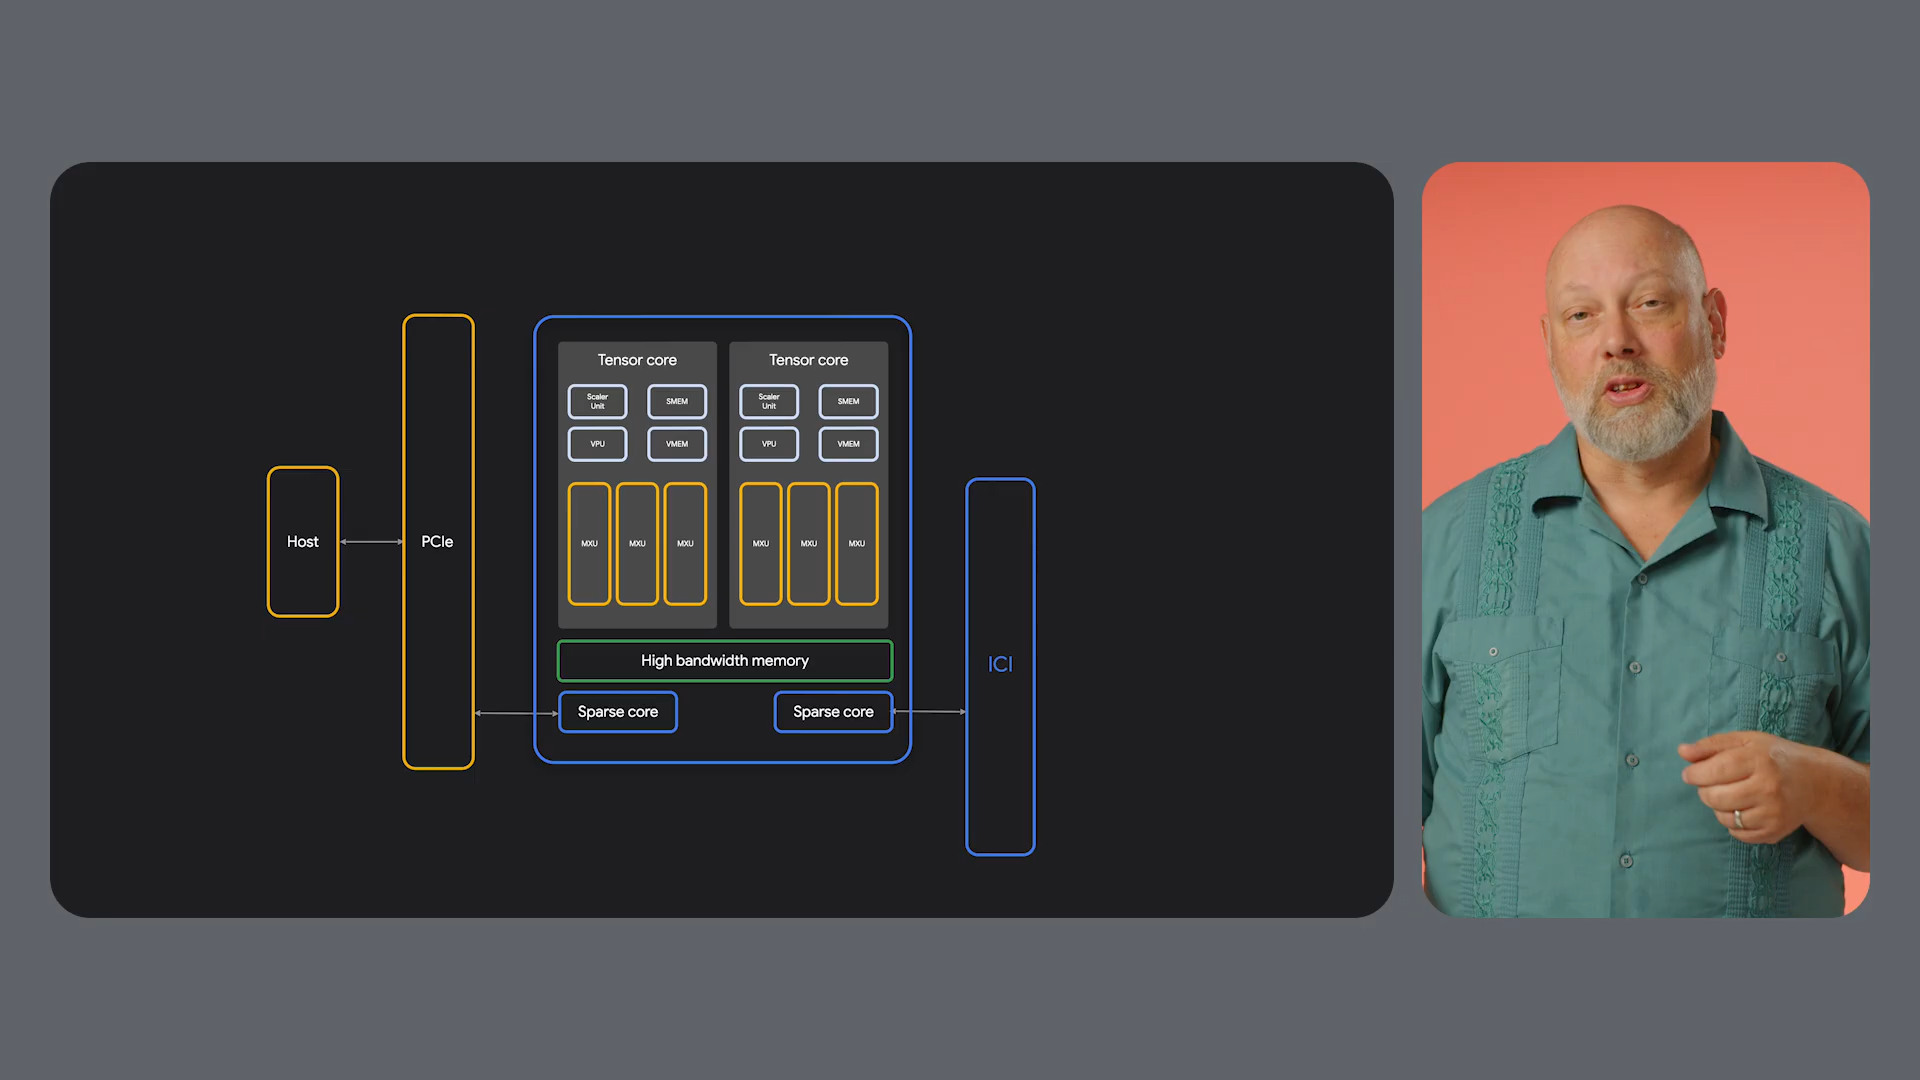 Host
PCIe
Tensor core
Scaler
Unit
SMEM
VPU
VMEM
MXU
MXU
MXU
Tensor core
Scaler
Unit
SMEM
VPU
VMEM
MXU
MXU
MXU
High bandwidth memory
Sparse core
Sparse core
ICI